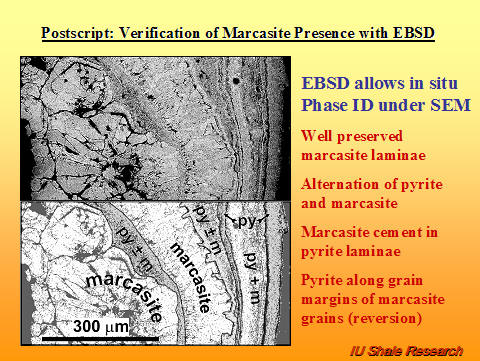 Postscript: Verification of Marcasite Presence with EBSD
EBSD allows in situ
Phase ID under SEM
Well preserved
marcasite laminae
Alternation of pyrite
and marcasite
Marcasite cement in
pyrite laminae
Pyrite along grain
margins of marcasite
grains (reversion)
py ± m
py ± m
py
marcasite
marcasite
py + m
300 µm
IU Shale Research